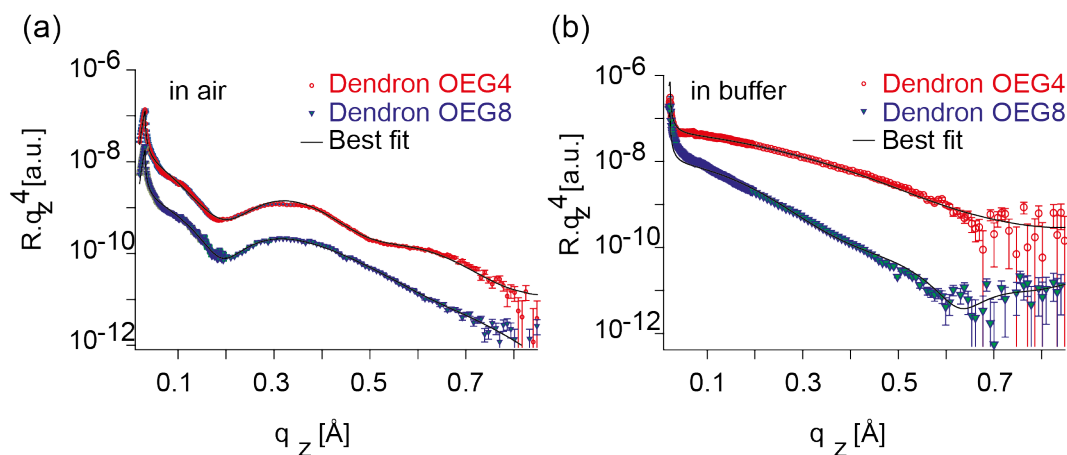 (a)
10-6
10-8
10-10
10-12
R.qz4 [a.u.]
in air
Dendron OEG4
Dendron OEG8
Best fit
0.1 0.3 0.5 0.7
q z [Å]
(b)
10-6
10-8
10-10
10-12
R.qz4 [a.u.]
in buffer
Dendron OEG4
Dendron OEG8
Best fit
0.1 0.3 0.5 0.7
q z [Å]